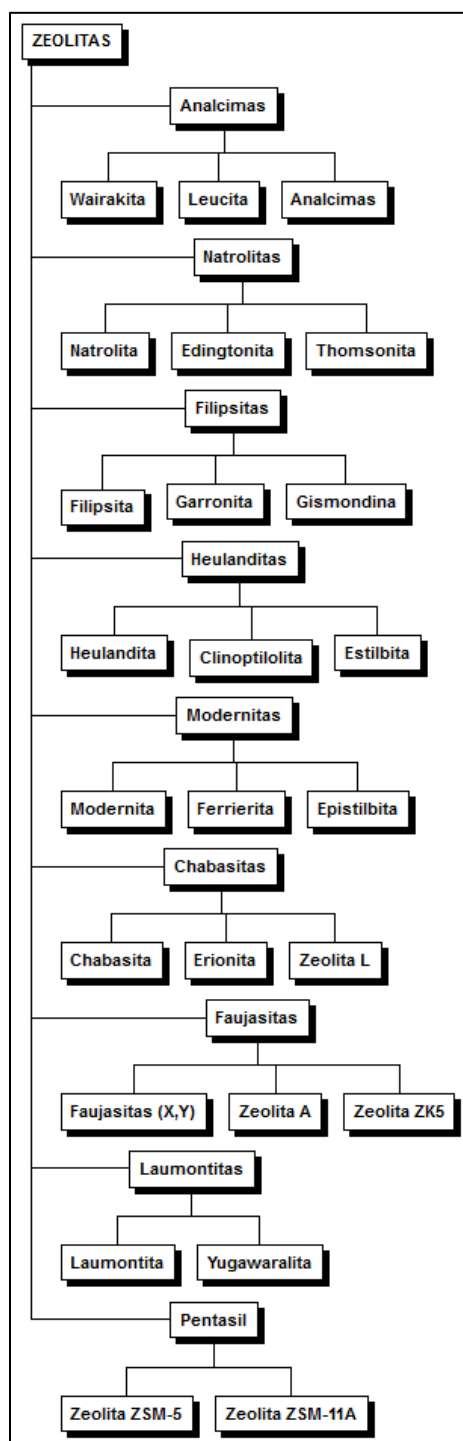 ZEOLITAS
Analcimas
Wairakita Leucita Analcimas
Natrolitas
Natrolita Edingtonita Thomsonita
Filipsitas
Filipsita Garronita Gismondina
Heulanditas
Heulandita Clinoptilolita Estilbita
Modernitas
Modernita Ferrierita Epistilbita
Chabasitas
Chabasita Erionita Zeolita L
Faujasitas
Faujasitas (X,Y) Zeolita A Zeolita ZK5
Laumontitas
Laumontita Yugawaralita
Pentasil
Zeolita ZSM-5 Zeolita ZSM-11A